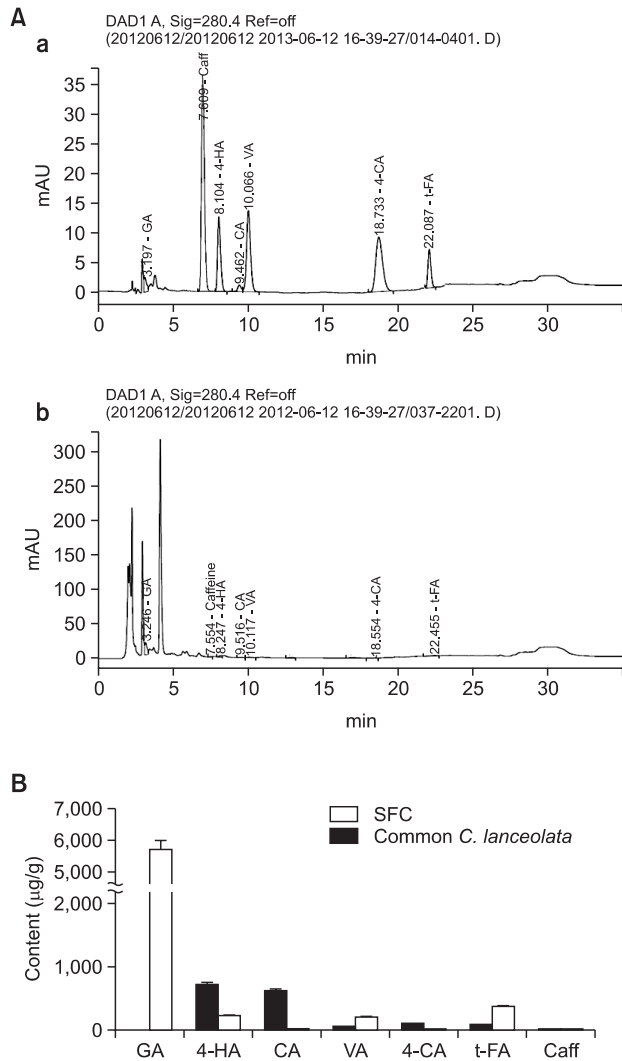 A
a
DAD1 A, Sig=280.4 Ref=off
(20120612/20120612 2013-06-12 16-39-27/014-0401. D)
mAU
35
30
25
20
15
10
5
0
3.197 - GA
7.609 - Caff
8.104 - 4-HA
9.462 - CA
10.066 - VA
18.733 - 4-CA
22.087 - t-FA
0 5 10 15 20 25 30
min
b
DAD1 A, Sig=280.4 Ref=off
(20120612/20120612 2012-06-12 16-39-27/037-2201. D)
mAU
300
250
200
150
100
50
0
3.246 - GA
7.554 - Caffeine
8.247 - 4-HA
9.516 - CA
10.117 - VA
18.554 - 4-CA
22.455 - t-FA
0 5 10 15 20 25 30
min
B
Content (µg/g)
7,000
6,000
5,000
2,000
1,000
0
SFC
Common C. lanceolata
GA 4-HA CA VA 4-CA t-FA Caff